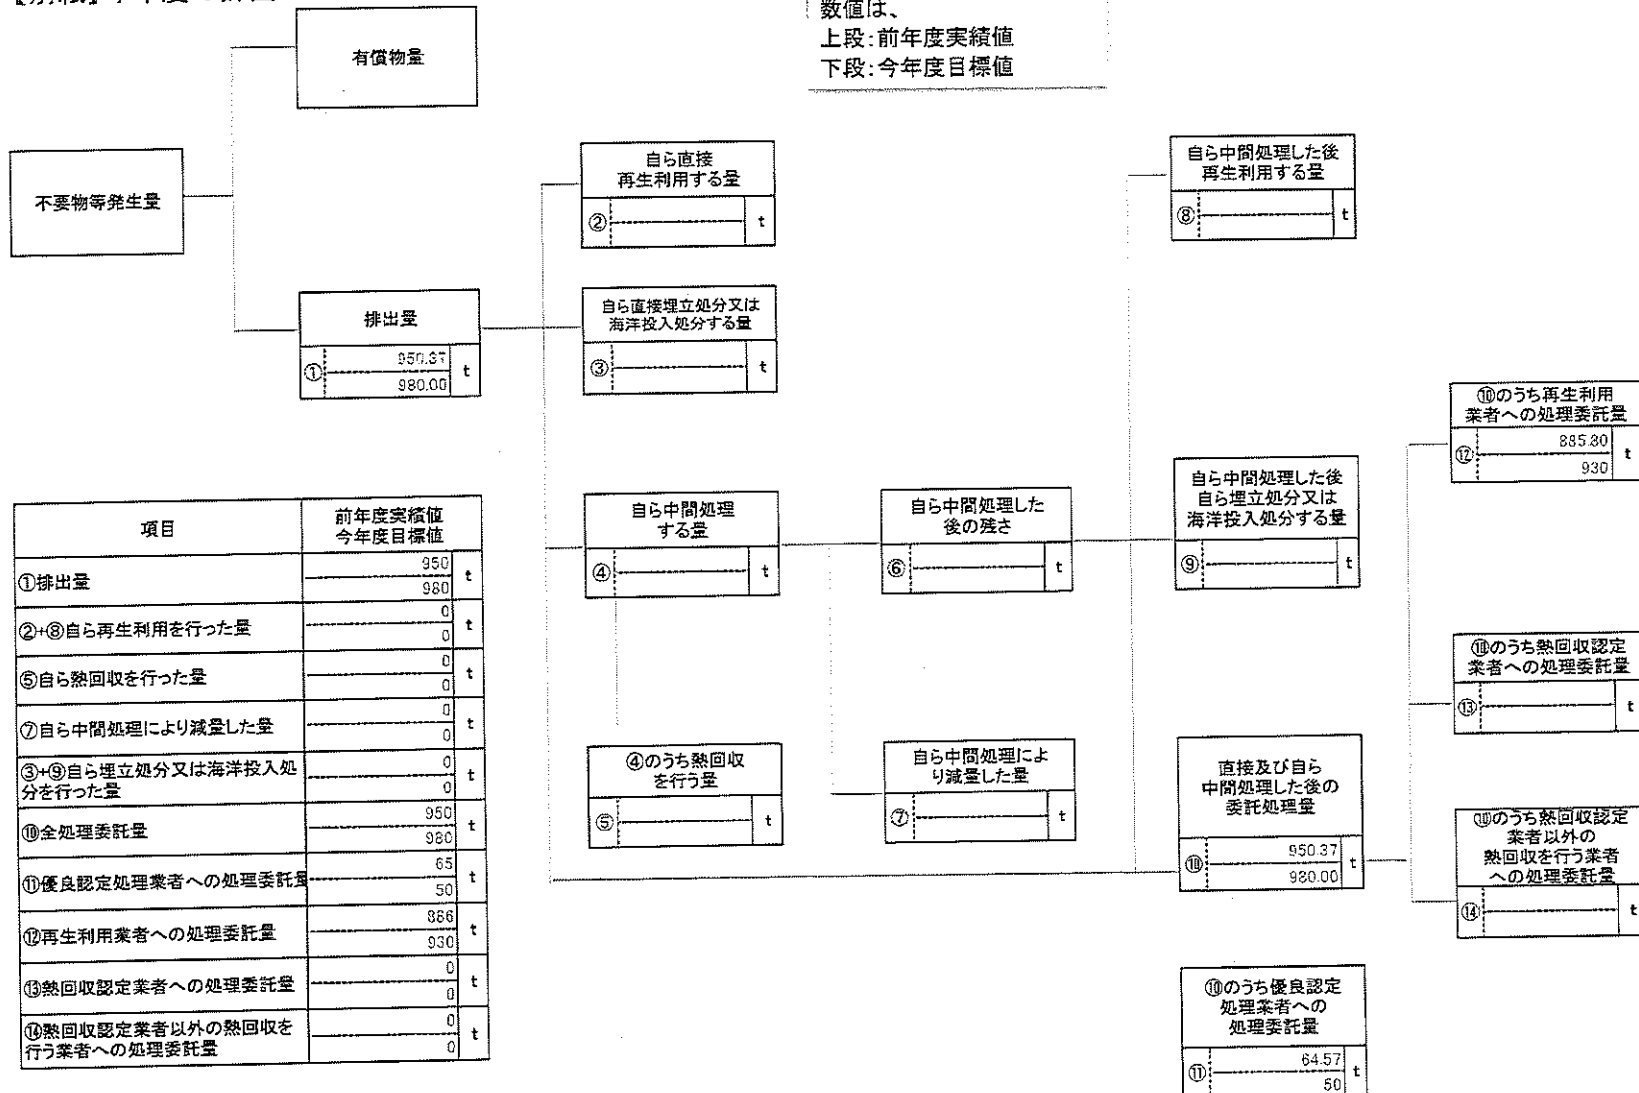 数値は、
上段:前年度実績値
下段:今年度目標値
有償物量
不要物等発生量
排出量
① 950.37 t
980.00
自ら直接
再生利用する量
② t
自ら直接埋立処分又は
海洋投入処分する量
③ t
自ら中間処理
する量
④ t
④のうち熱回収
を行う量
⑤ t
自ら中間処理した
後の残さ
⑥ t
自ら中間処理によ
り減量した量
⑦ t
自ら中間処理した後
再生利用する量
⑧ t
自ら中間処理した後
自ら埋立処分又は
海洋投入処分する量
⑨ t
直接及び自ら
中間処理した後の
委託処理量
⑩ 950.37 t
980.00
⑩のうち優良認定
処理業者への
処理委託量
⑪ 64.57 t
50
⑩のうち再生利用
業者への処理委託量
⑫ 885.80 t
930
⑩のうち熱回収認定
業者への処理委託量
⑬ t
⑩のうち熱回収認定
業者以外の
熱回収を行う業者
への処理委託量
⑭ t
項目 前年度実績値
今年度目標値
①排出量 950 t
980
②+⑧自ら再生利用を行った量 0 t
0
⑤自ら熱回収を行った量 0 t
0
⑦自ら中間処理により減量した量 0 t
0
③+⑨自ら埋立処分又は海洋投入処
分を行った量 0 t
0
⑩全処理委託量 950 t
980
⑪優良認定処理業者への処理委託量 65 t
50
⑫再生利用業者への処理委託量 886 t
930
⑬熱回収認定業者への処理委託量 0 t
0
⑭熱回収認定業者以外の熱回収を
行う業者への処理委託量 0 t
0